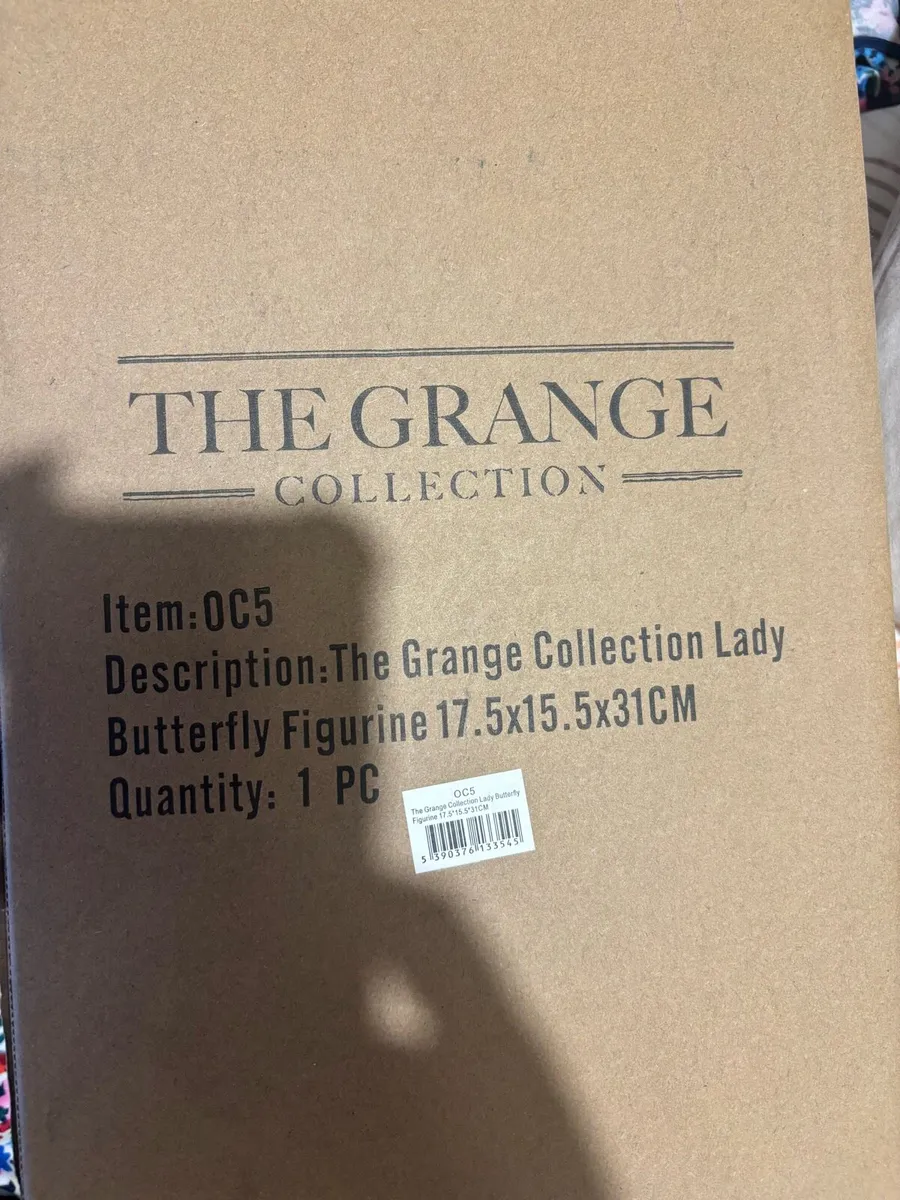 THE GRANGE
COLLECTION
Item:OC5
Description:The Grange Collection Lady
Butterfly Figurine 17.5x15.5x31CM
Quantity: 1 PC
OC5
The Grange Collection Lady Butterfly
Figurine 17.5*15.5*31CM
5 390376 133545